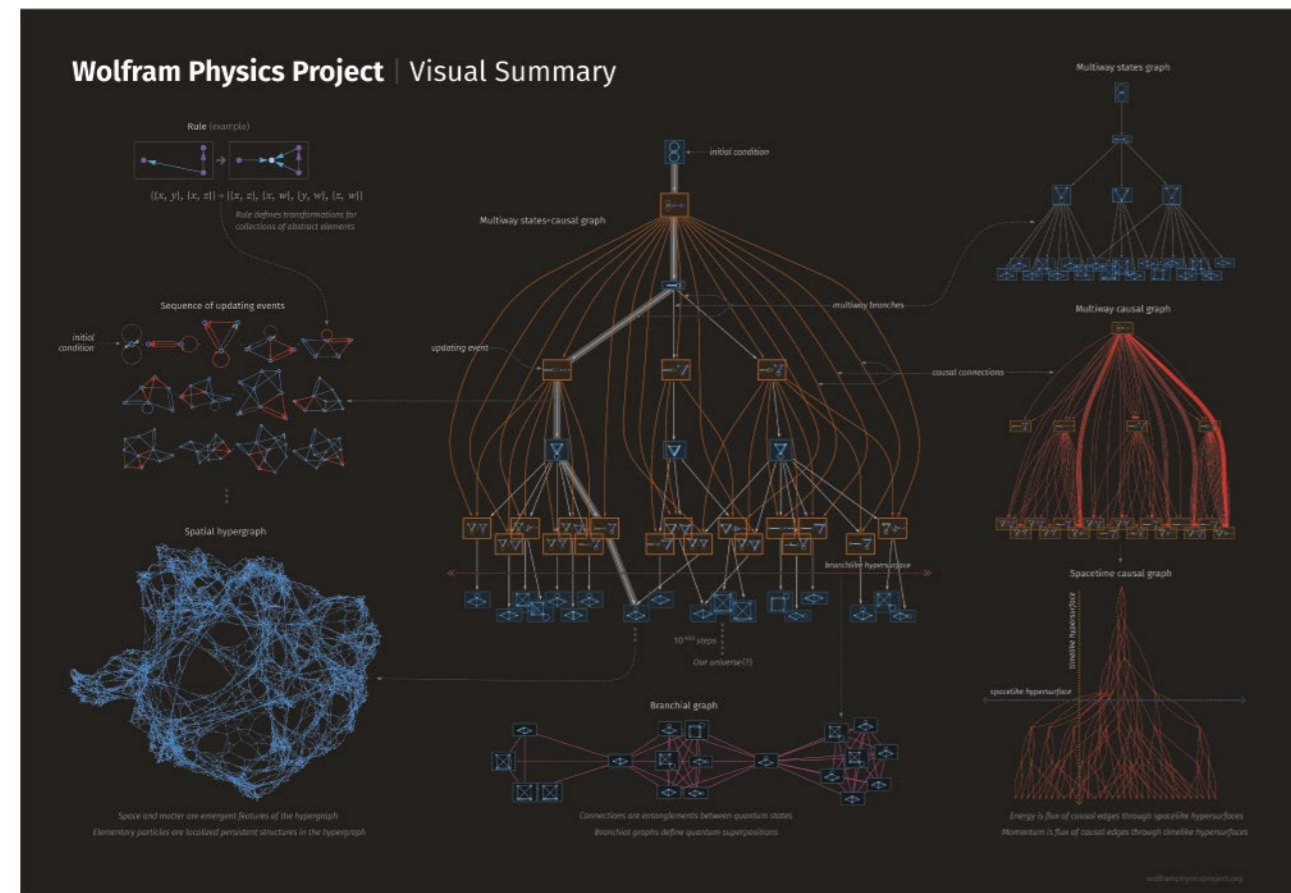 Wolfram Physics Project | Visual Summary
Rule (example)
{{x, y}, {x, z}} → {{x, z}, {x, w}, {y, w}, {z, w}}
Rule defines transformations for
collections of abstract elements
Sequence of updating events
initial
condition
Spatial hypergraph
Space and matter are emergent features of the hypergraph
Elementary particles are localized persistent structures in the hypergraph
initial condition
Multiway states+causal graph
multiway branches
updating event
causal connections
branchlike hypersurface
steps
Our universe(?)
Branchial graph
Connections are entanglements between quantum states
Branchial graphs define quantum superpositions
Multiway states graph
Multiway causal graph
Spacetime causal graph
timelike hypersurface
spacelike hypersurface
Energy is flux of causal edges through spacelike hypersurfaces
Momentum is flux of causal edges through timelike hypersurfaces
wolframphysicsproject.org